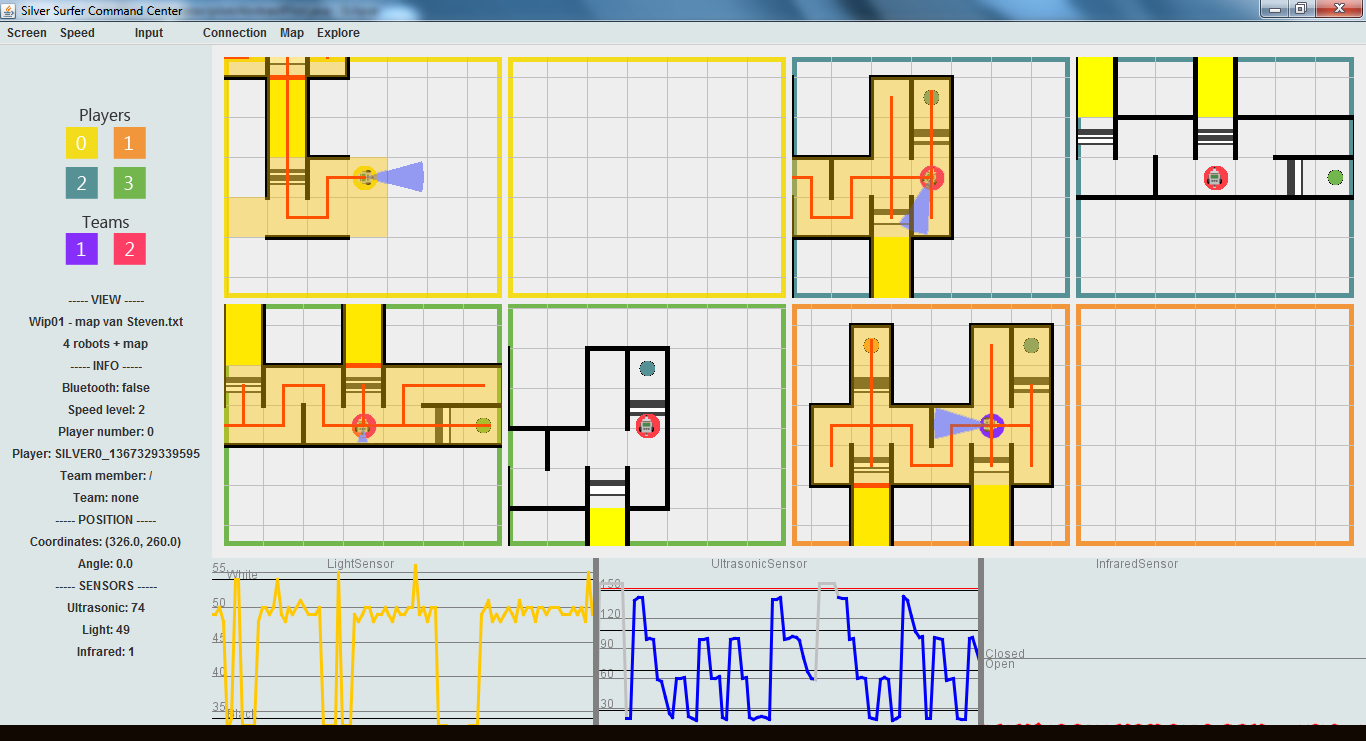 Silver Surfer Command Center
Screen Speed Input Connection Map Explore
Players
0 1
2 3
Teams
1 2
----- VIEW -----
Wip01 - map van Steven.txt
4 robots + map
----- INFO -----
Bluetooth: false
Speed level: 2
Player number: 0
Player: SILVER0_1367329339595
Team member: /
Team: none
----- POSITION -----
Coordinates: (326.0, 260.0)
Angle: 0.0
----- SENSORS -----
Ultrasonic: 74
Light: 49
Infrared: 1
LightSensor
55
White
50
45
40
35
Black
UltrasonicSensor
150
120
90
60
30
InfraredSensor
Closed
Open